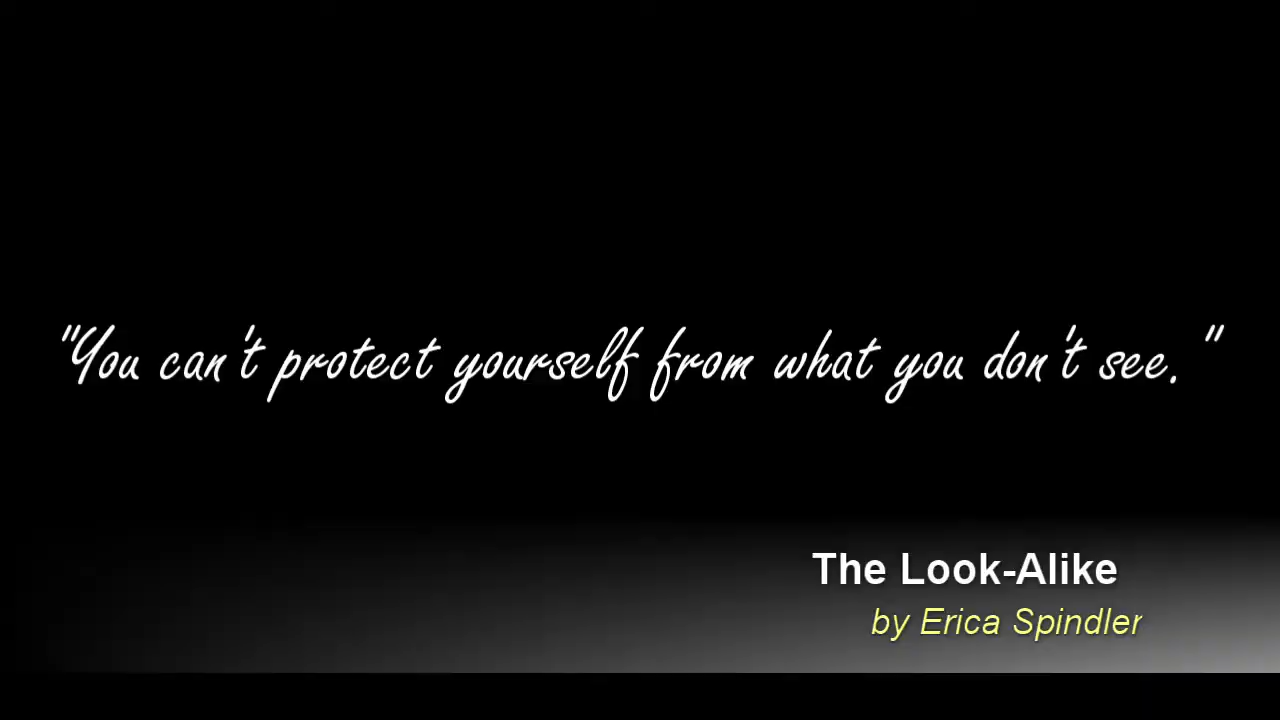 "You can't protect yourself from what you don't see."
The Look-Alike
by Erica Spindler